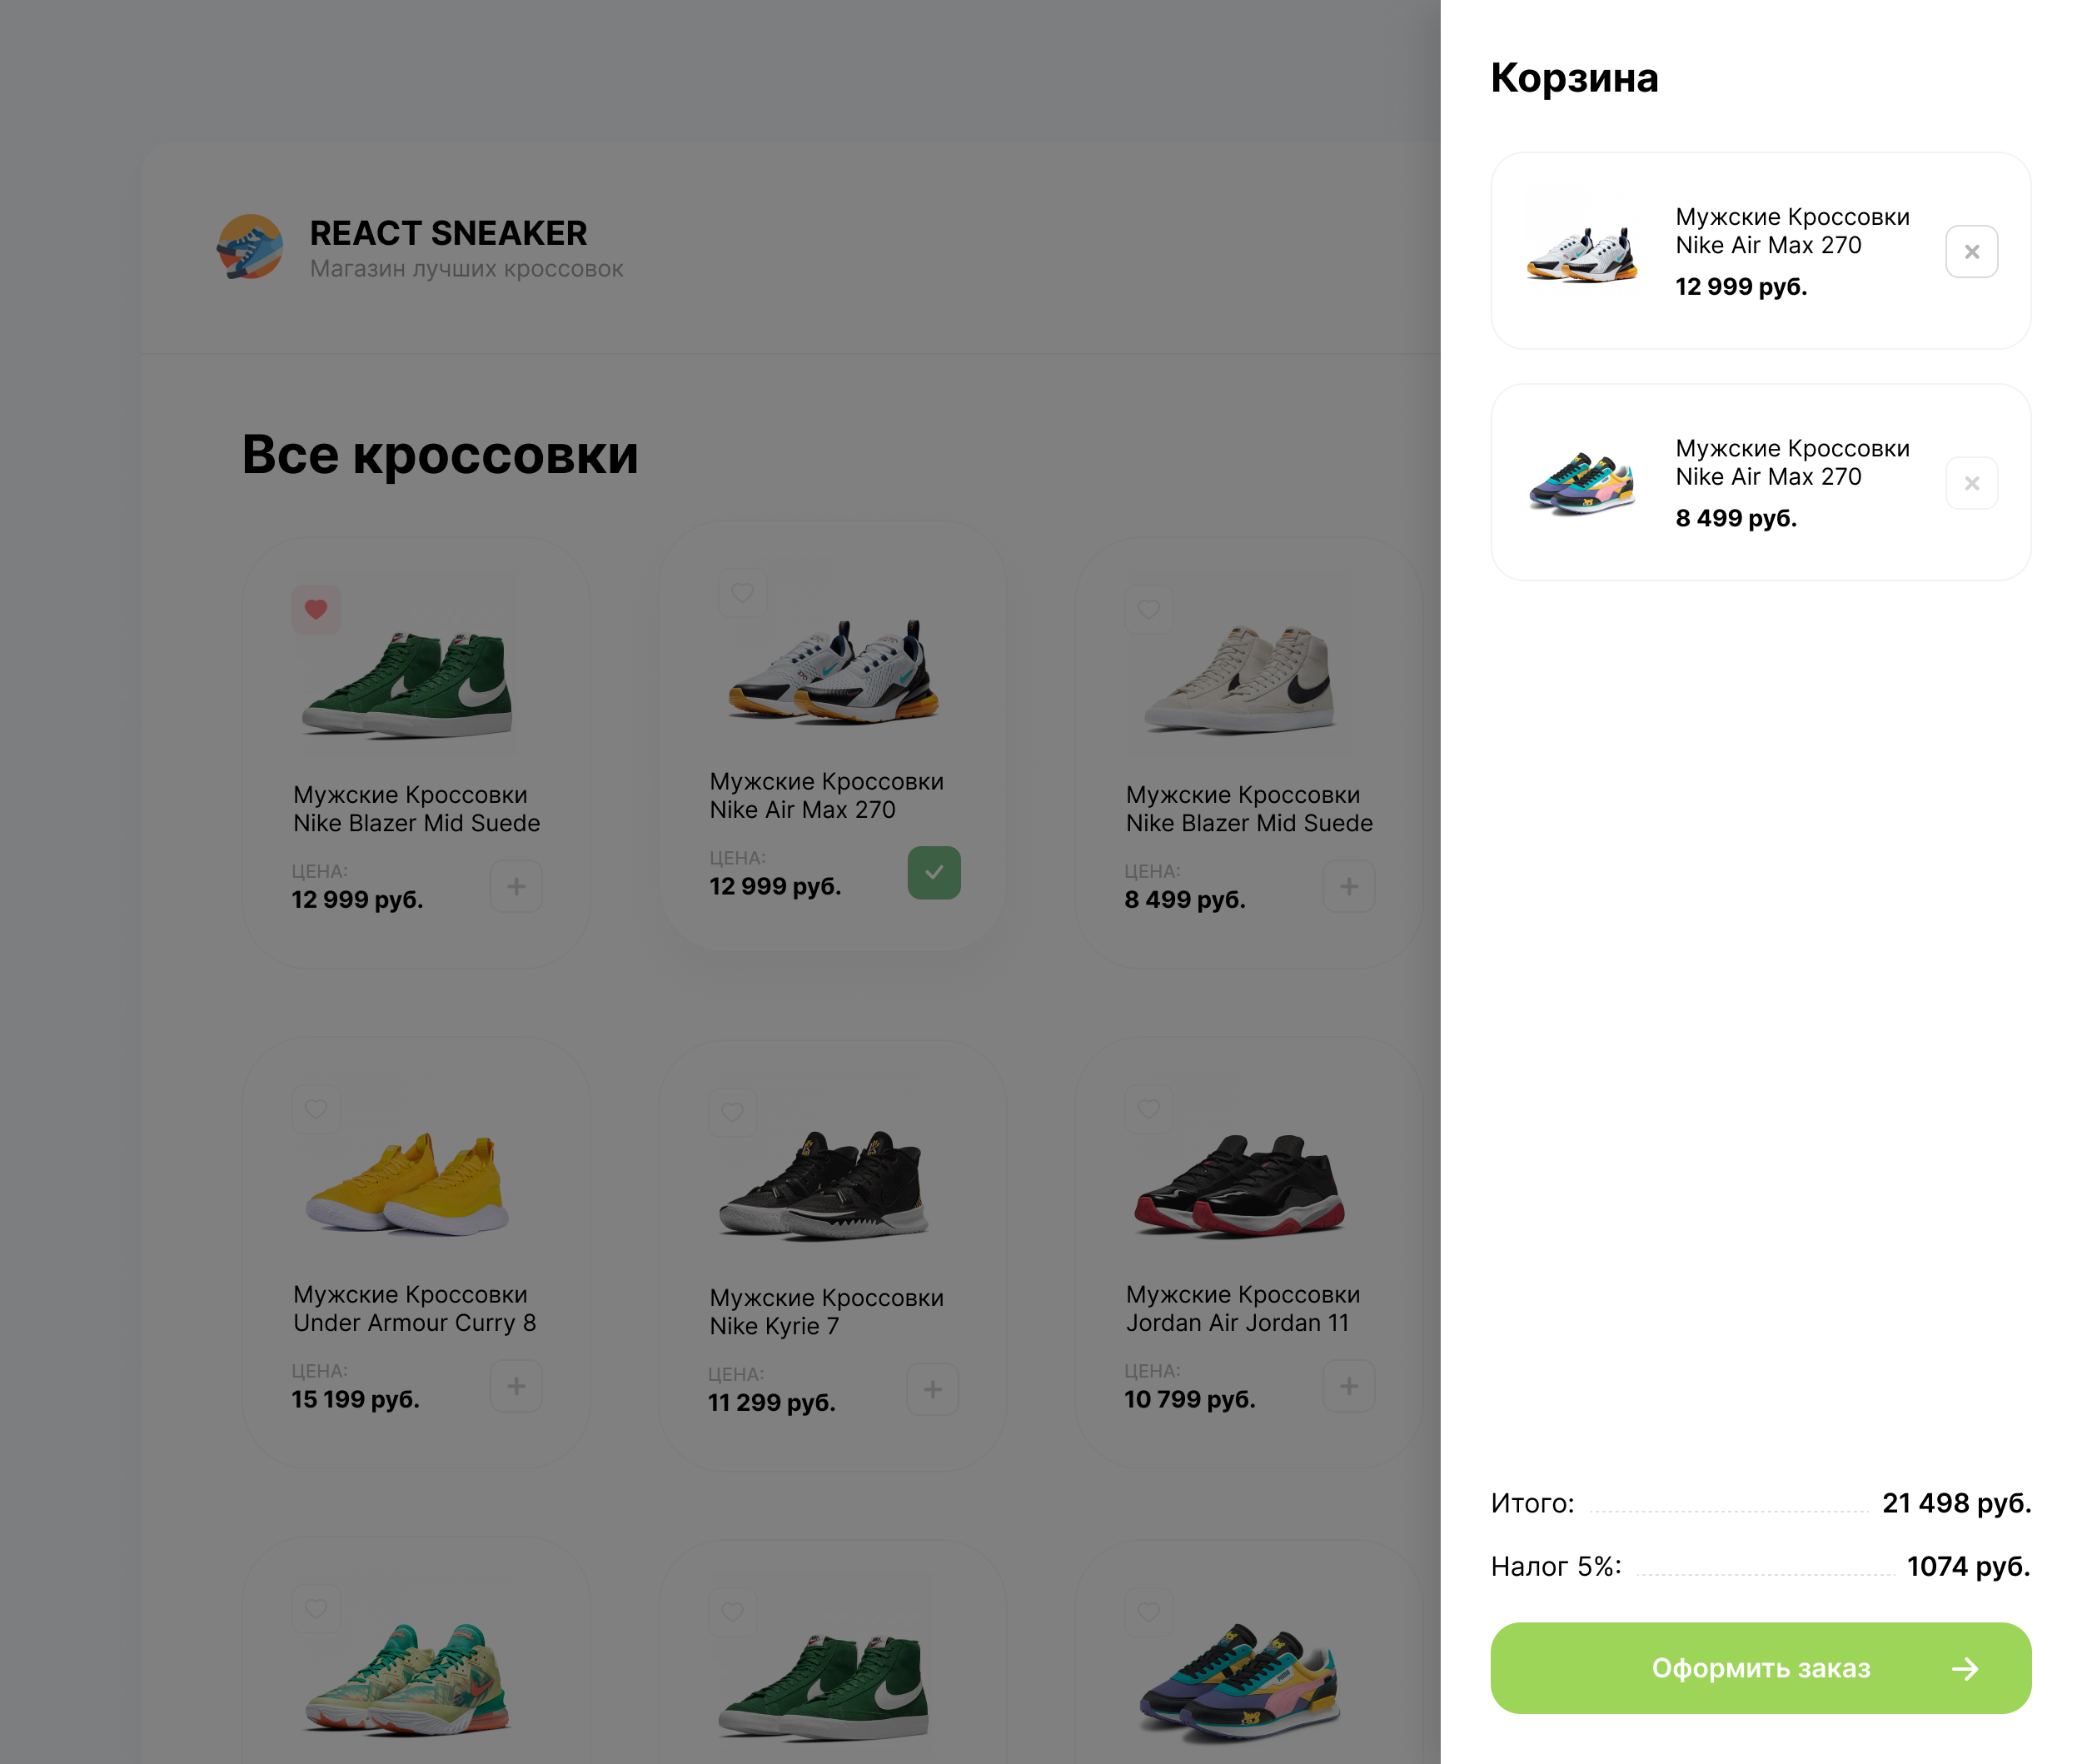 REACT SNEAKER
Магазин лучших кроссовок
Все кроссовки
Мужские Кроссовки
Nike Blazer Mid Suede
ЦЕНА:
12 999 руб.
Мужские Кроссовки
Nike Air Max 270
ЦЕНА:
12 999 руб.
Мужские Кроссовки
Nike Blazer Mid Suede
ЦЕНА:
8 499 руб.
Мужские Кроссовки
Under Armour Curry 8
ЦЕНА:
15 199 руб.
Мужские Кроссовки
Nike Kyrie 7
ЦЕНА:
11 299 руб.
Мужские Кроссовки
Jordan Air Jordan 11
ЦЕНА:
10 799 руб.
Корзина
Мужские Кроссовки
Nike Air Max 270
12 999 руб.
Мужские Кроссовки
Nike Air Max 270
8 499 руб.
Итого: 21 498 руб.
Налог 5%: 1074 руб.
Оформить заказ